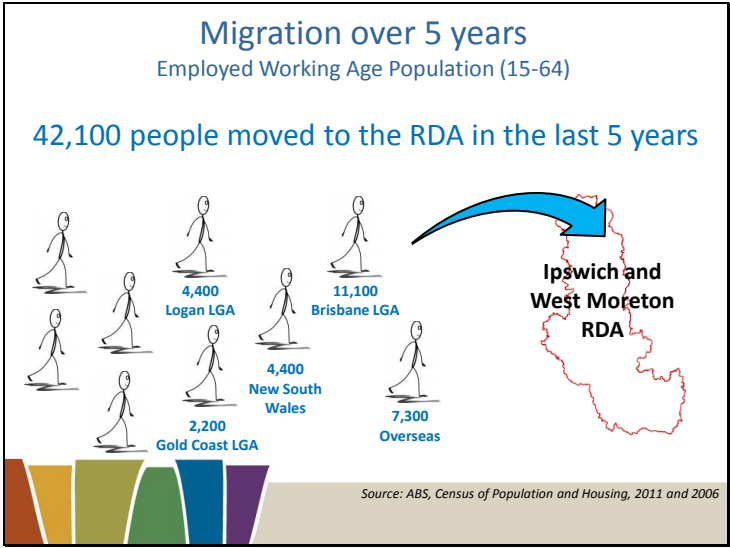 Migration over 5 years
Employed Working Age Population (15-64)
42,100 people moved to the RDA in the last 5 years
4,400
Logan LGA
11,100
Brisbane LGA
Ipswich and
West Moreton
RDA
4,400
New South
Wales
2,200
Gold Coast LGA
7,300
Overseas
Source: ABS, Census of Population and Housing, 2011 and 2006